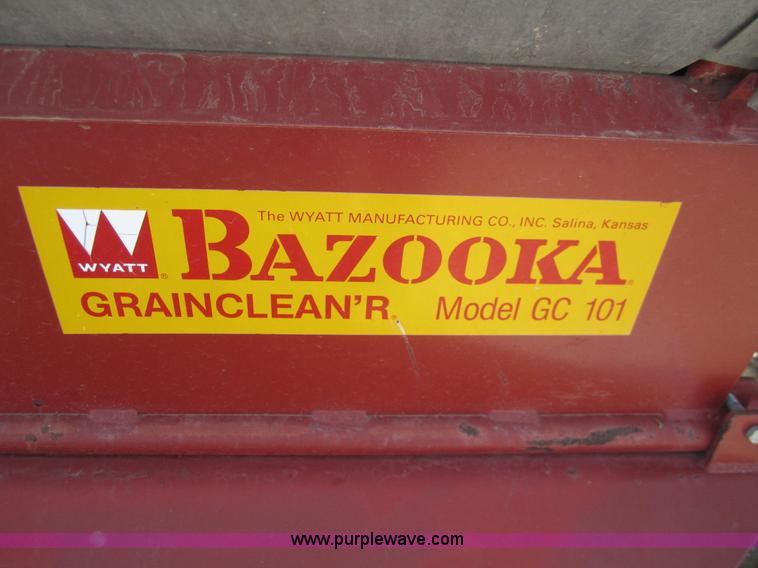 The WYATT MANUFACTURING CO., INC. Salina, Kansas
WYATT ® BAZOOKA®
GRAINCLEAN'R® Model GC 101
www.purplewave.com